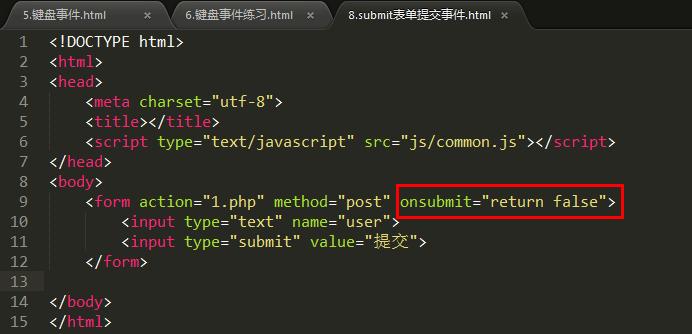 5.键盘事件.html × 6.键盘事件练习.html × 8.submit表单提交事件.html ×
1 <!DOCTYPE html>
2 <html>
3 <head>
4     <meta charset="utf-8">
5     <title></title>
6     <script type="text/javascript" src="js/common.js"></script>
7 </head>
8 <body>
9     <form action="1.php" method="post" onsubmit="return false">
10         <input type="text" name="user">
11         <input type="submit" value="提交">
12     </form>
13
14 </body>
15 </html>